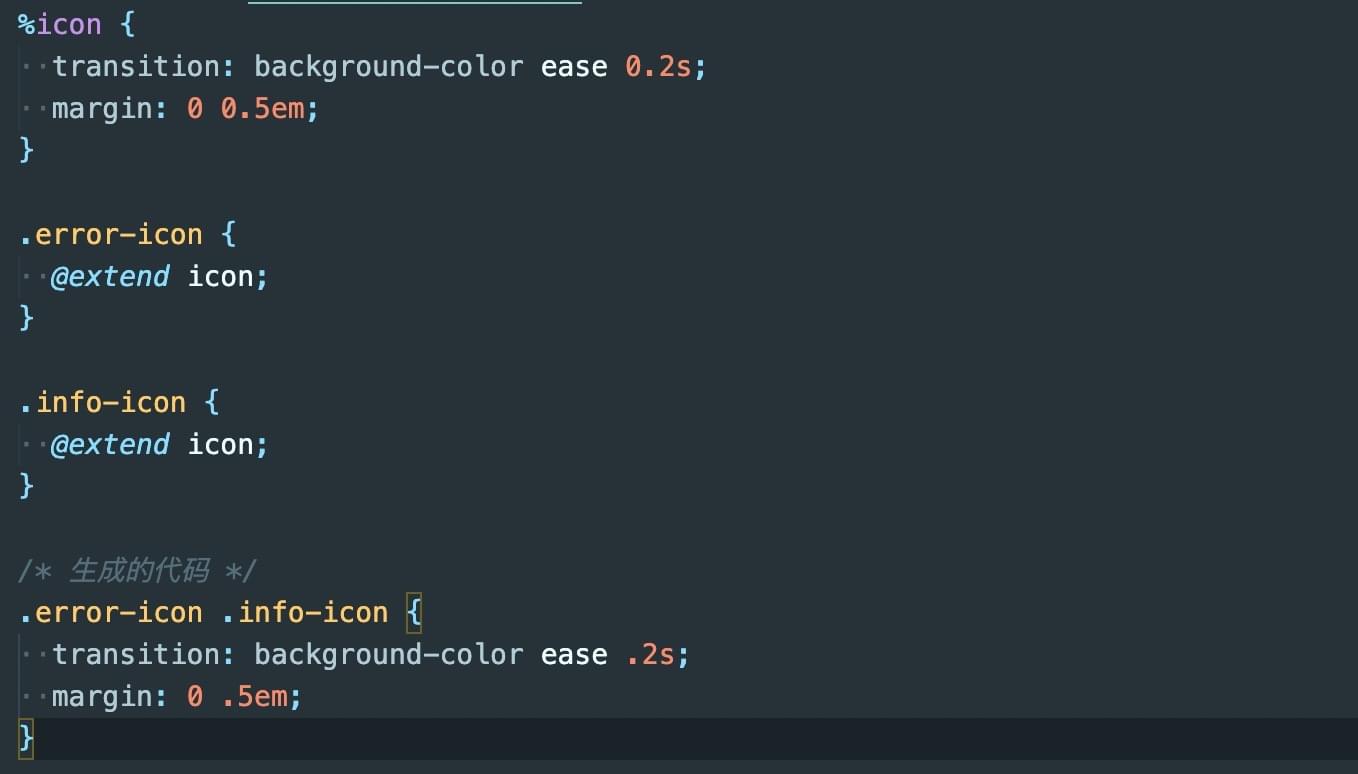 %icon {
  transition: background-color ease 0.2s;
  margin: 0 0.5em;
}

.error-icon {
  @extend icon;
}

.info-icon {
  @extend icon;
}

/* 生成的代码 */
.error-icon .info-icon {
  transition: background-color ease .2s;
  margin: 0 .5em;
}